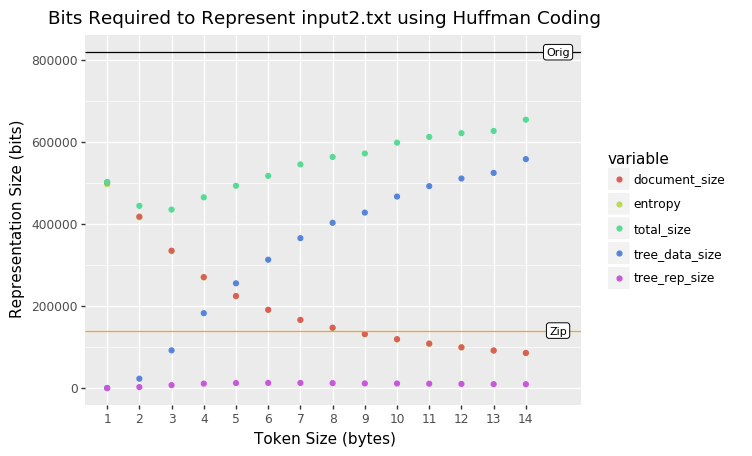 Bits Required to Represent input2.txt using Huffman Coding
Orig
800000
600000
400000
200000
0
Representation Size (bits)
Zip
1 2 3 4 5 6 7 8 9 10 11 12 13 14
Token Size (bytes)
variable
document_size
entropy
total_size
tree_data_size
tree_rep_size